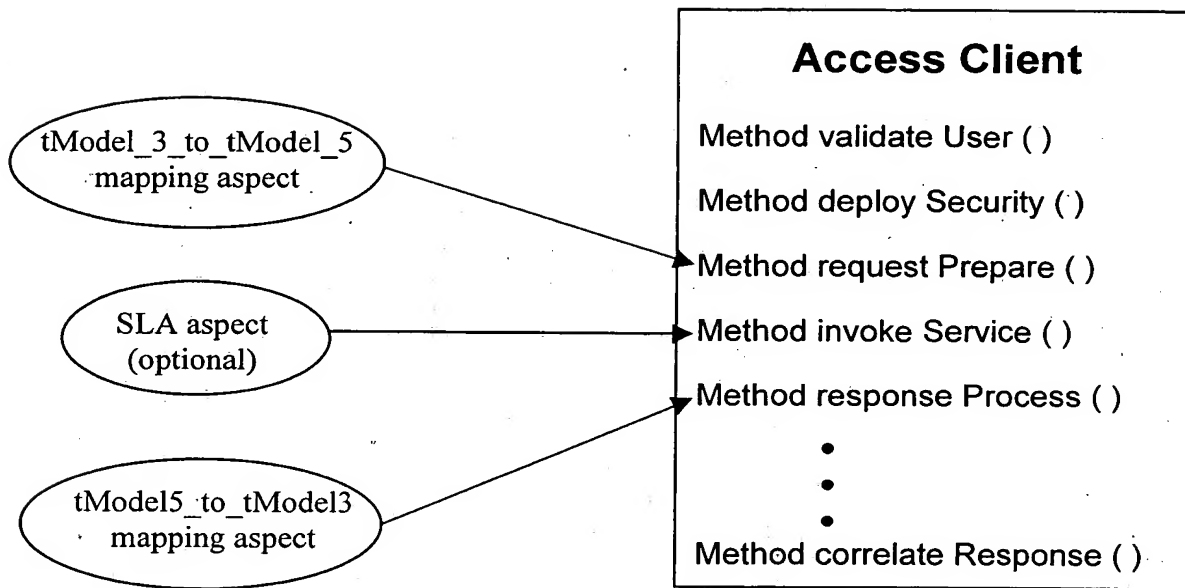 tModel_3_to_tModel_5
mapping aspect
SLA aspect
(optional)
tModel5_to_tModel3
mapping aspect
Access Client
Method validate User ( )
Method deploy Security ( )
Method request Prepare ( )
Method invoke Service ( )
Method response Process ( )
Method correlate Response ( )